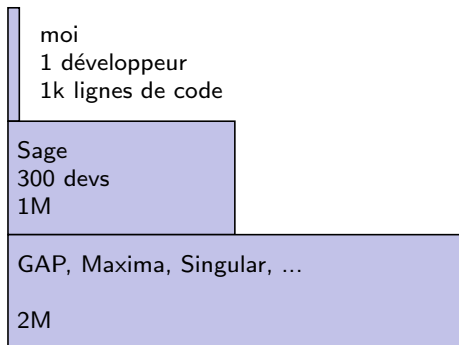 moi
1 développeur
1k lignes de code
Sage
300 devs
1M
GAP, Maxima, Singular, ...
2M